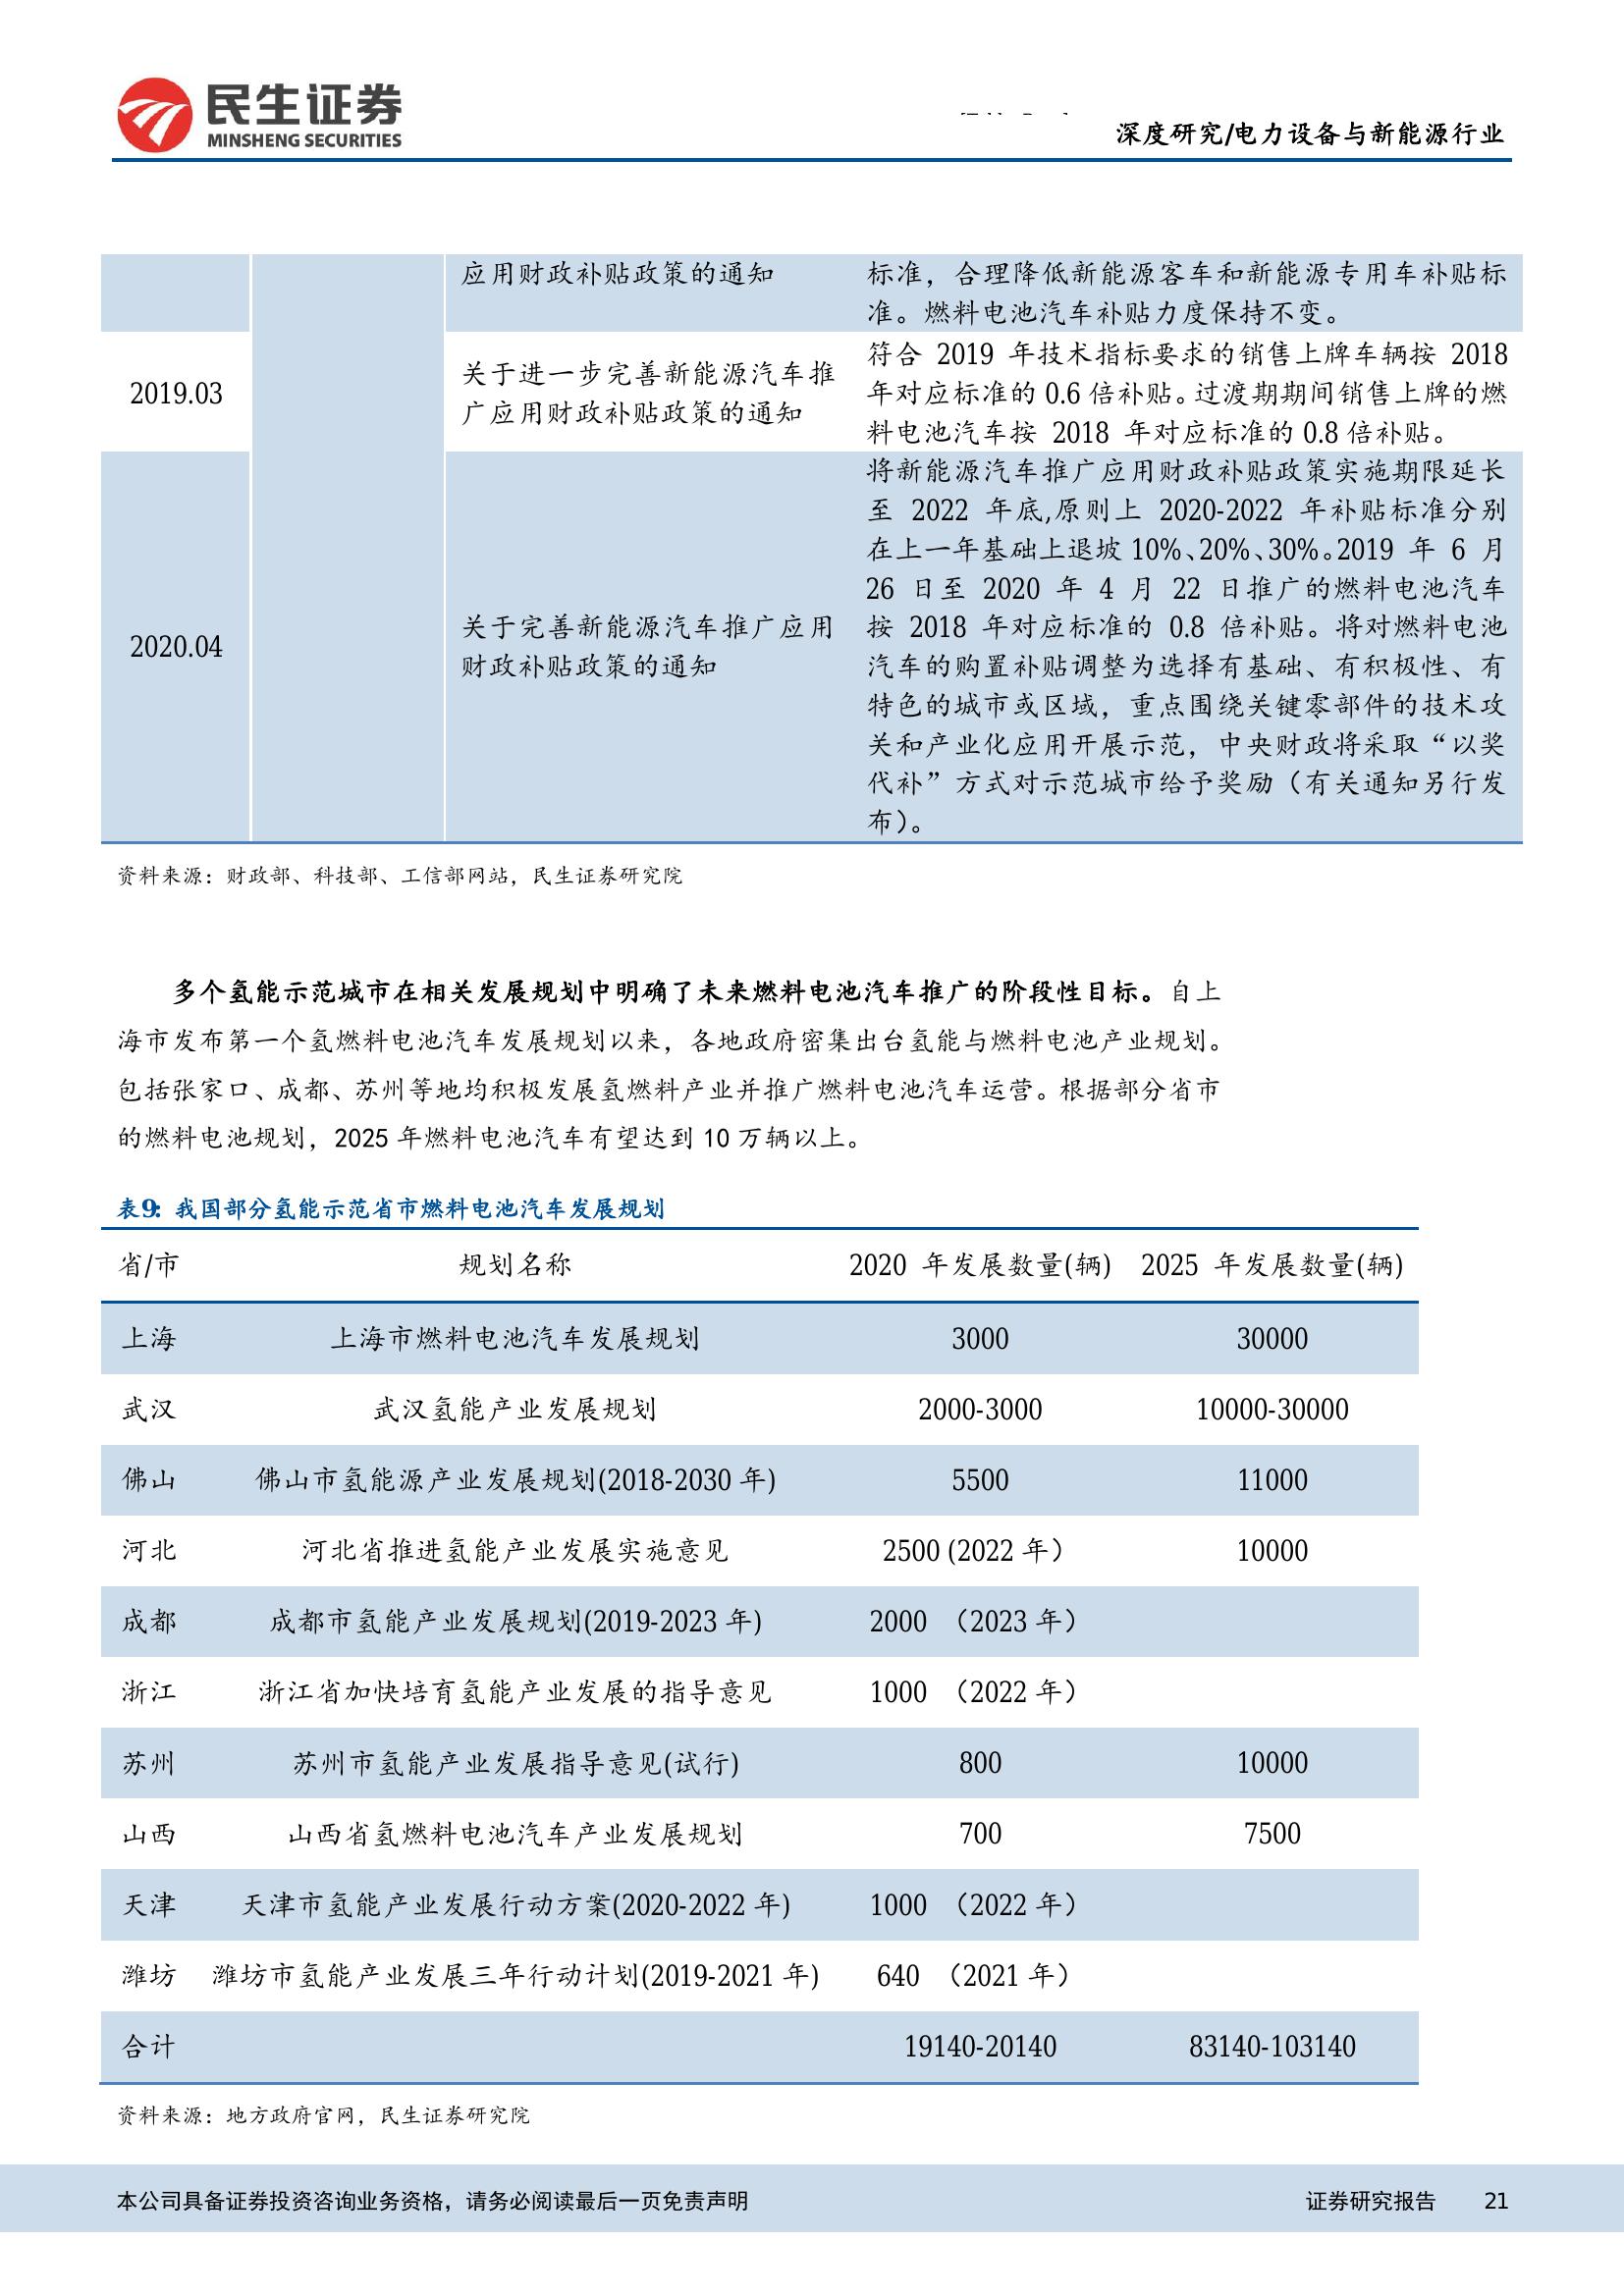 民生证券
MINSHENG SECURITIES
深度研究/电力设备与新能源行业
应用财政补贴政策的通知
标准，合理降低新能源客车和新能源专用车补贴标
准。燃料电池汽车补贴力度保持不变。
2019.03
关于进一步完善新能源汽车推
广应用财政补贴政策的通知
符合 2019 年技术指标要求的销售上牌车辆按 2018
年对应标准的 0.6 倍补贴。过渡期期间销售上牌的燃
料电池汽车按 2018 年对应标准的 0.8 倍补贴。
2020.04
关于完善新能源汽车推广应用
财政补贴政策的通知
将新能源汽车推广应用财政补贴政策实施期限延长
至 2022 年底,原则上 2020-2022 年补贴标准分别
在上一年基础上退坡 10%、20%、30%。2019 年 6 月
26 日至 2020 年 4 月 22 日推广的燃料电池汽车
按 2018 年对应标准的 0.8 倍补贴。将对燃料电池
汽车的购置补贴调整为选择有基础、有积极性、有
特色的城市或区域，重点围绕关键零部件的技术攻
关和产业化应用开展示范，中央财政将采取“以奖
代补”方式对示范城市给予奖励（有关通知另行发
布）。
资料来源：财政部、科技部、工信部网站，民生证券研究院
多个氢能示范城市在相关发展规划中明确了未来燃料电池汽车推广的阶段性目标。自上
海市发布第一个氢燃料电池汽车发展规划以来，各地政府密集出台氢能与燃料电池产业规划。
包括张家口、成都、苏州等地均积极发展氢燃料产业并推广燃料电池汽车运营。根据部分省市
的燃料电池规划，2025 年燃料电池汽车有望达到 10 万辆以上。
表9：我国部分氢能示范省市燃料电池汽车发展规划
省/市 规划名称 2020 年发展数量(辆) 2025 年发展数量(辆)
上海 上海市燃料电池汽车发展规划 3000 30000
武汉 武汉氢能产业发展规划 2000-3000 10000-30000
佛山 佛山市氢能源产业发展规划(2018-2030 年) 5500 11000
河北 河北省推进氢能产业发展实施意见 2500 (2022 年） 10000
成都 成都市氢能产业发展规划(2019-2023 年) 2000 （2023 年）
浙江 浙江省加快培育氢能产业发展的指导意见 1000 （2022 年）
苏州 苏州市氢能产业发展指导意见(试行) 800 10000
山西 山西省氢燃料电池汽车产业发展规划 700 7500
天津 天津市氢能产业发展行动方案(2020-2022 年) 1000 （2022 年）
潍坊 潍坊市氢能产业发展三年行动计划(2019-2021 年) 640 （2021 年）
合计 19140-20140 83140-103140
资料来源：地方政府官网，民生证券研究院
本公司具备证券投资咨询业务资格，请务必阅读最后一页免责声明 证券研究报告 21